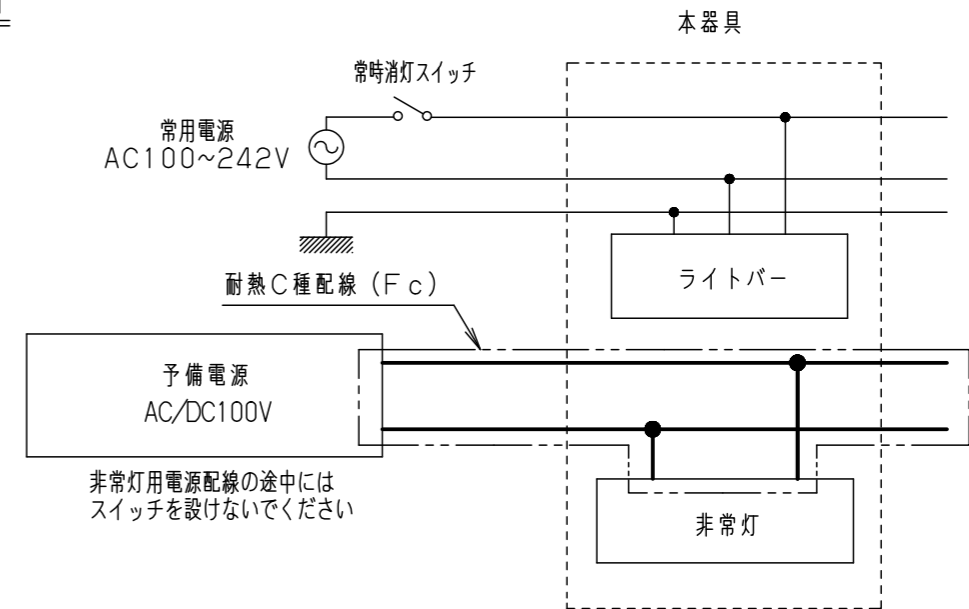 本器具
常時消灯スイッチ
常用電源
AC100~242V
ライトバー
耐熱C種配線(Fc)
予備電源
AC/DC100V
非常灯用電源配線の途中には
スイッチを設けないでください
非常灯